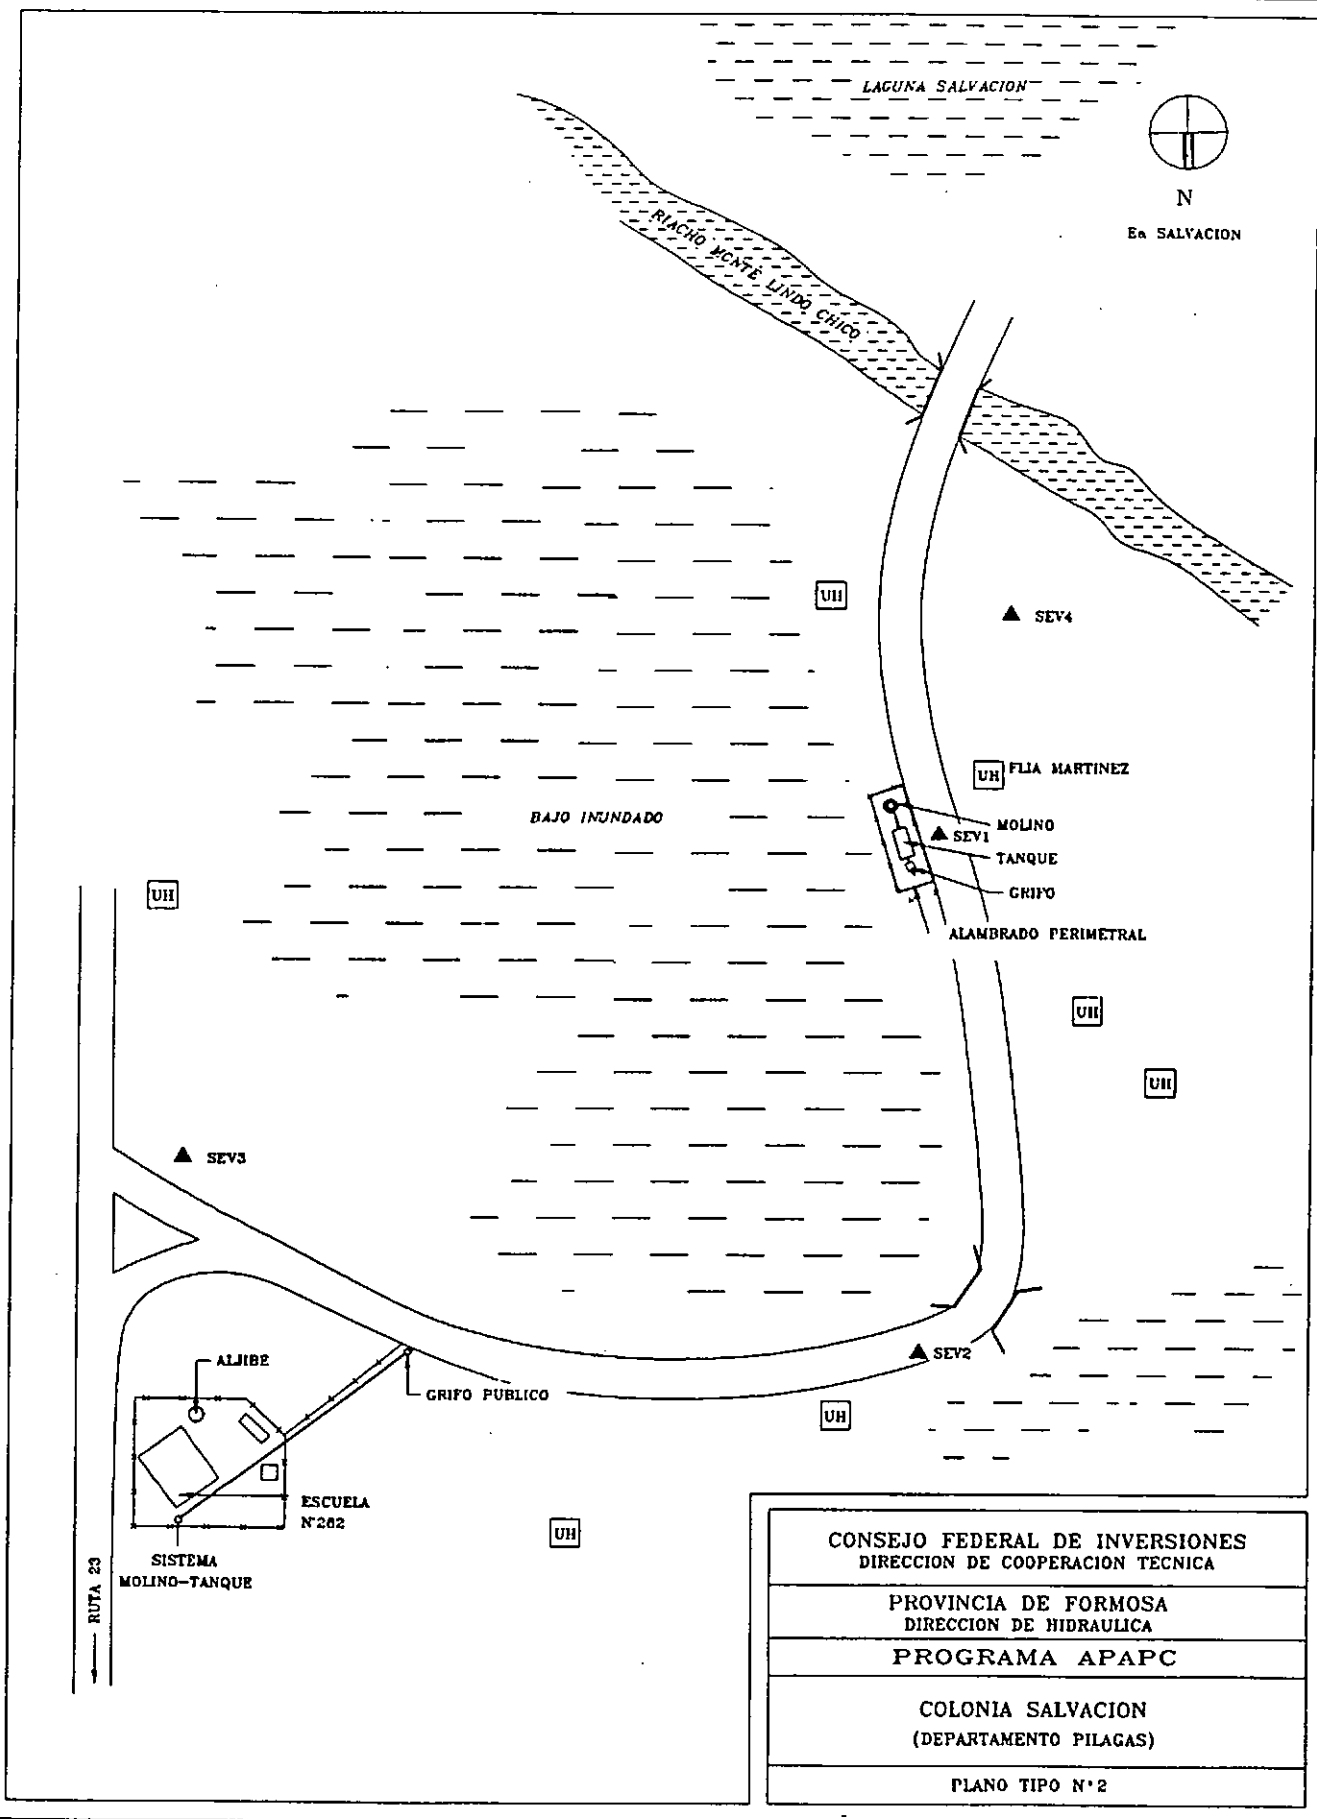 LAGUNA SALVACION
N
Ea SALVACION
RIACHO MONTE LINDO CHICO
UH
SEV4
UH FLIA MARTINEZ
MOLINO
SEV1
TANQUE
GRIFO
BAJO INUNDADO
UH
ALAMBRADO PERIMETRAL
UH
UH
SEV3
SEV2
ALJIBE
GRIFO PUBLICO
UH
ESCUELA
N°262
UH
SISTEMA
MOLINO-TANQUE
RUTA 23
CONSEJO FEDERAL DE INVERSIONES
DIRECCION DE COOPERACION TECNICA
PROVINCIA DE FORMOSA
DIRECCION DE HIDRAULICA
PROGRAMA APAPC
COLONIA SALVACION
(DEPARTAMENTO PILAGAS)
PLANO TIPO N°2